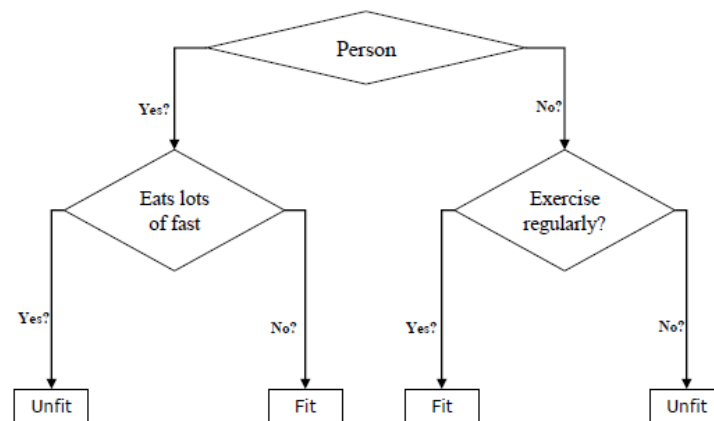 Person
Yes?
No?
Eats lots
of fast
Exercise
regularly?
Yes?
No?
Yes?
No?
Unfit
Fit
Fit
Unfit